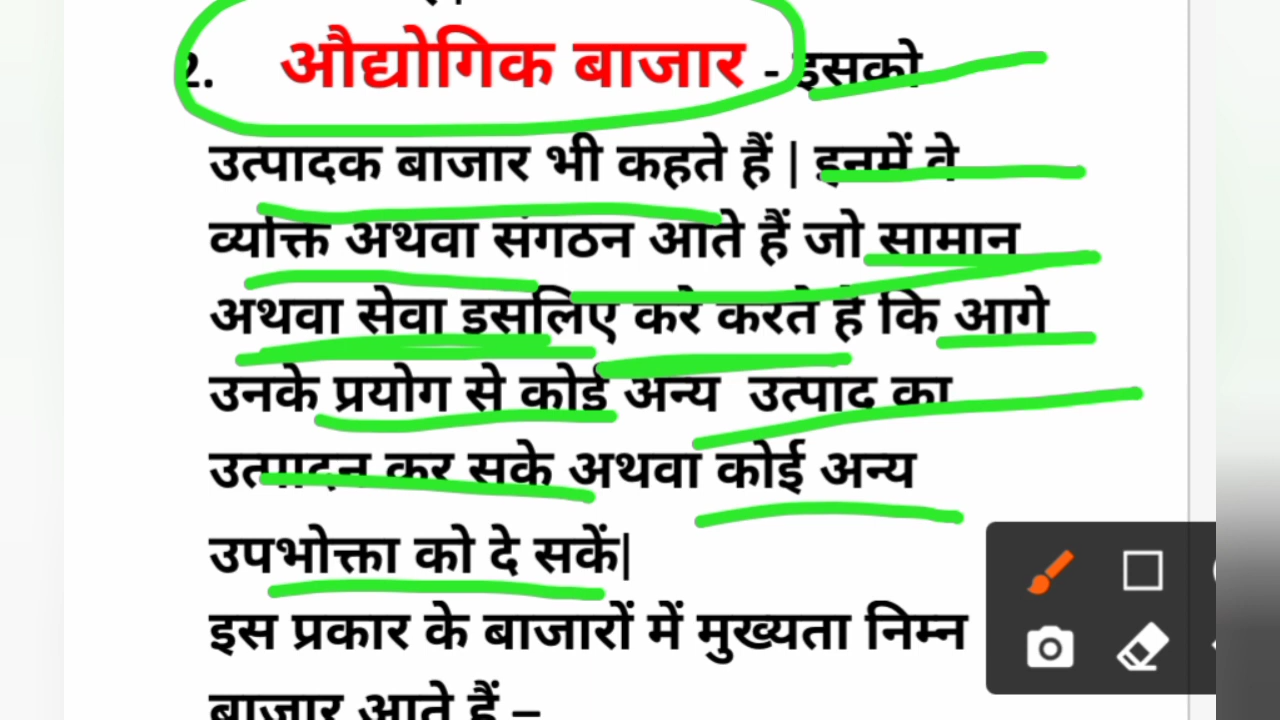 2. औद्योगिक बाजार - इसको
उत्पादक बाजार भी कहते हैं | इनमें वे
व्यक्ति अथवा संगठन आते हैं जो सामान
अथवा सेवा इसलिए करे करते है कि आगे
उनके प्रयोग से कोई अन्य उत्पाद का
उत्पादन कर सके अथवा कोई अन्य
उपभोक्ता को दे सकें|
इस प्रकार के बाजारों में मुख्यता निम्न
बाजार आते हैं –